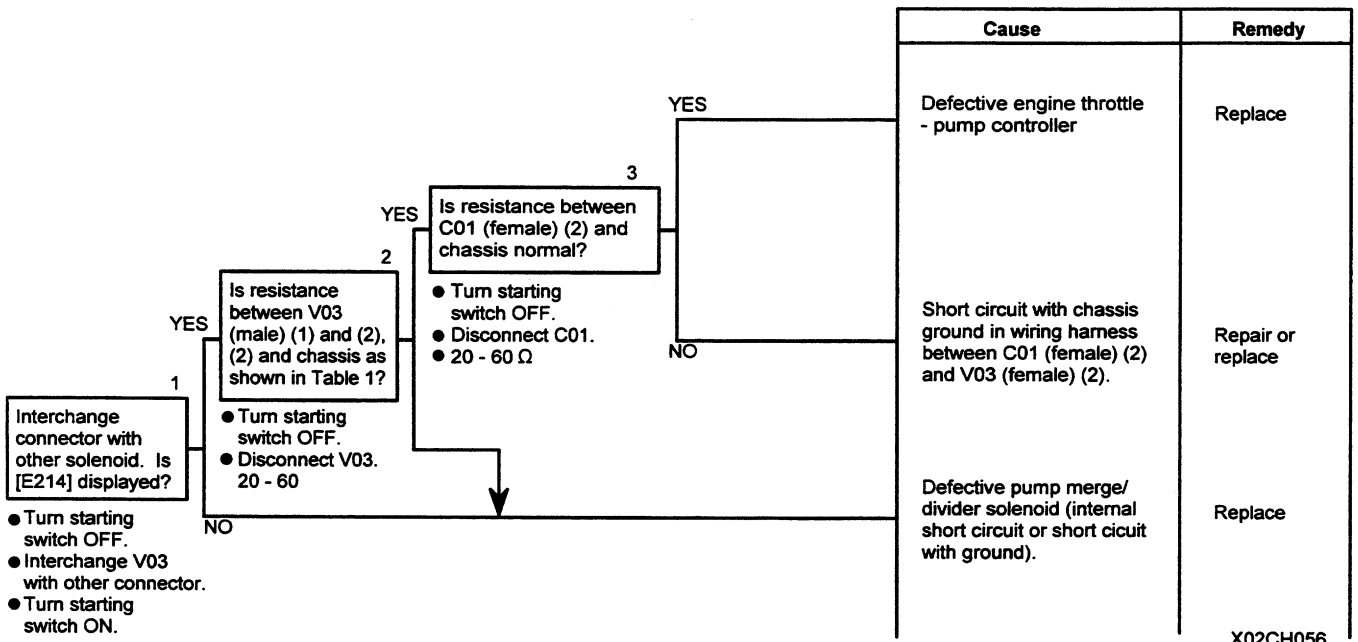 Cause
Remedy
YES
Defective engine throttle
- pump controller
Replace
3
YES
Is resistance between
C01 (female) (2) and
chassis normal?
2
● Turn starting
switch OFF.
● Disconnect C01.
● 20 - 60 Ω
YES
Is resistance
between V03
(male) (1) and (2),
(2) and chassis as
shown in Table 1?
NO
Short circuit with chassis
ground in wiring harness
between C01 (female) (2)
and V03 (female) (2).
Repair or
replace
1
● Turn starting
switch OFF.
● Disconnect V03.
20 - 60
Interchange
connector with
other solenoid. Is
[E214] displayed?
NO
Defective pump merge/
divider solenoid (internal
short circuit or short cicuit
with ground).
Replace
● Turn starting
switch OFF.
● Interchange V03
with other connector.
● Turn starting
switch ON.
X02CH056